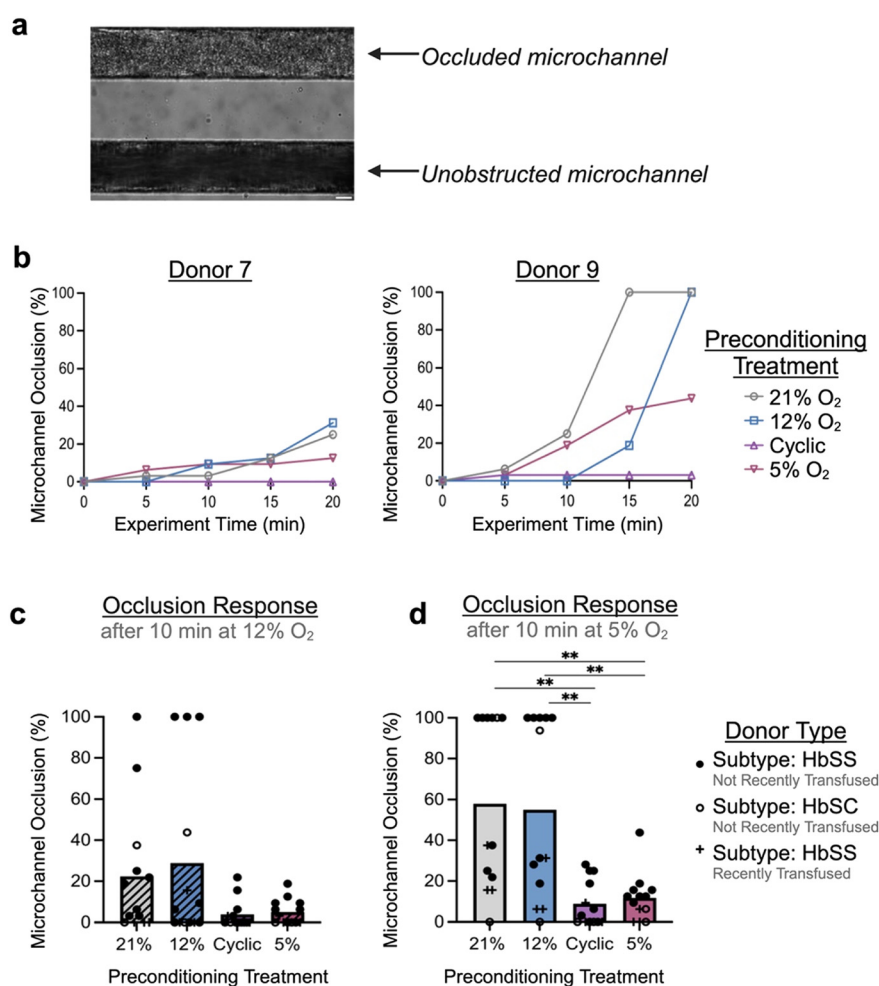 a
Occluded microchannel
Unobstructed microchannel
b
Donor 7
Donor 9
Microchannel Occlusion (%)
100
80
60
40
20
0
0 5 10 15 20
Experiment Time (min)
Microchannel Occlusion (%)
100
80
60
40
20
0
0 5 10 15 20
Experiment Time (min)
Preconditioning
Treatment
21% O₂
12% O₂
Cyclic
5% O₂
c
Occlusion Response
after 10 min at 12% O₂
Microchannel Occlusion (%)
100
80
60
40
20
0
21% 12% Cyclic 5%
Preconditioning Treatment
d
Occlusion Response
after 10 min at 5% O₂
**
**
**
**
Microchannel Occlusion (%)
100
80
60
40
20
0
21% 12% Cyclic 5%
Preconditioning Treatment
Donor Type
Subtype: HbSS
Not Recently Transfused
Subtype: HbSC
Not Recently Transfused
Subtype: HbSS
Recently Transfused